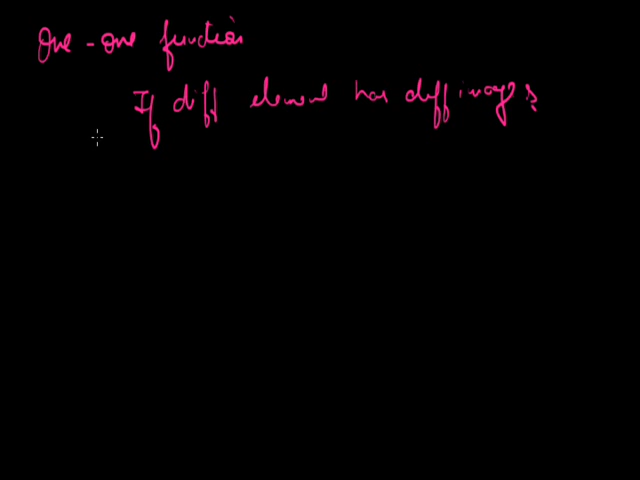 One - one function
If diff element has diff images